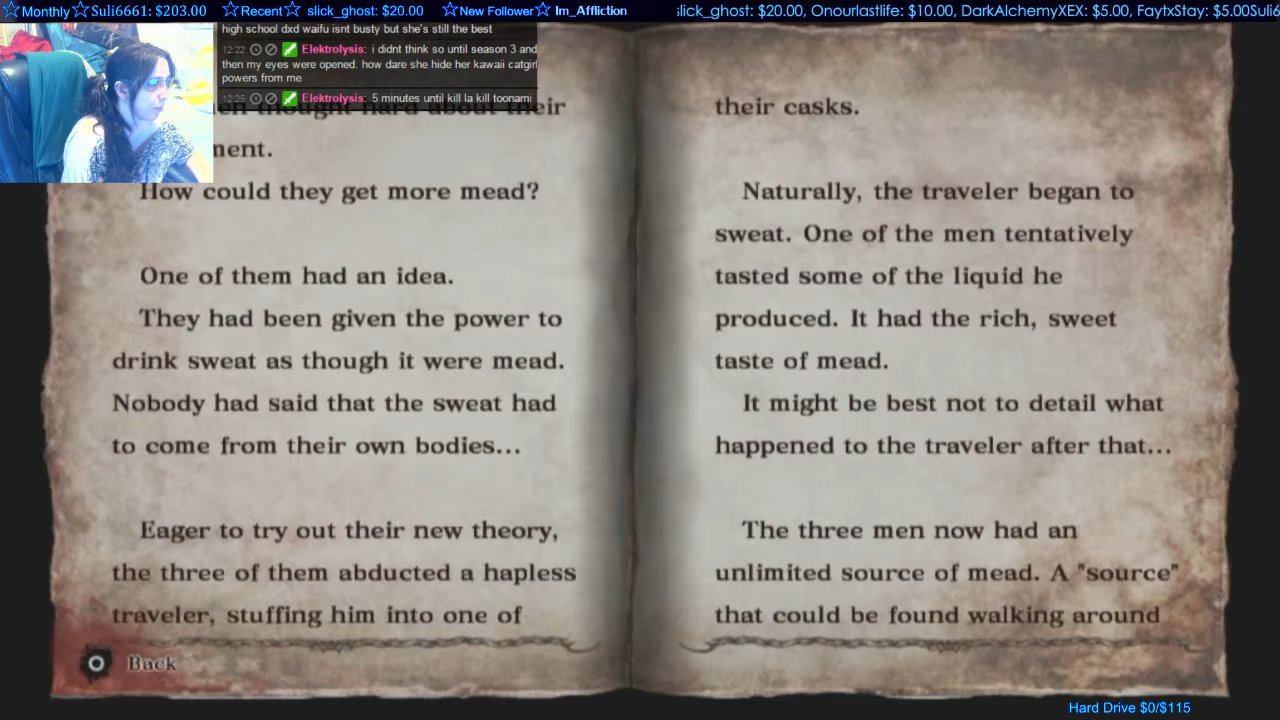 Monthly Suli6661: $203.00 Recent slick_ghost: $20.00 New Follower Im_Affliction slick_ghost: $20.00, Onourlastlife: $10.00, DarkAlchemyXEX: $5.00, FaytxStay: $5.00Suli6
high school dxd waifu isnt busty but she's still the best
12:22 Elektrolysis: i didnt think so until season 3 and
then my eyes were opened. how dare she hide her kawaii catgirl
powers from me
12:25 Elektrolysis: 5 minutes until kill la kill toonami
thought hard about their
ment.
How could they get more mead?
One of them had an idea.
They had been given the power to
drink sweat as though it were mead.
Nobody had said that the sweat had
to come from their own bodies...
Eager to try out their new theory,
the three of them abducted a hapless
traveler, stuffing him into one of
their casks.
Naturally, the traveler began to
sweat. One of the men tentatively
tasted some of the liquid he
produced. It had the rich, sweet
taste of mead.
It might be best not to detail what
happened to the traveler after that...
The three men now had an
unlimited source of mead. A "source"
that could be found walking around
Back
Hard Drive $0/$115